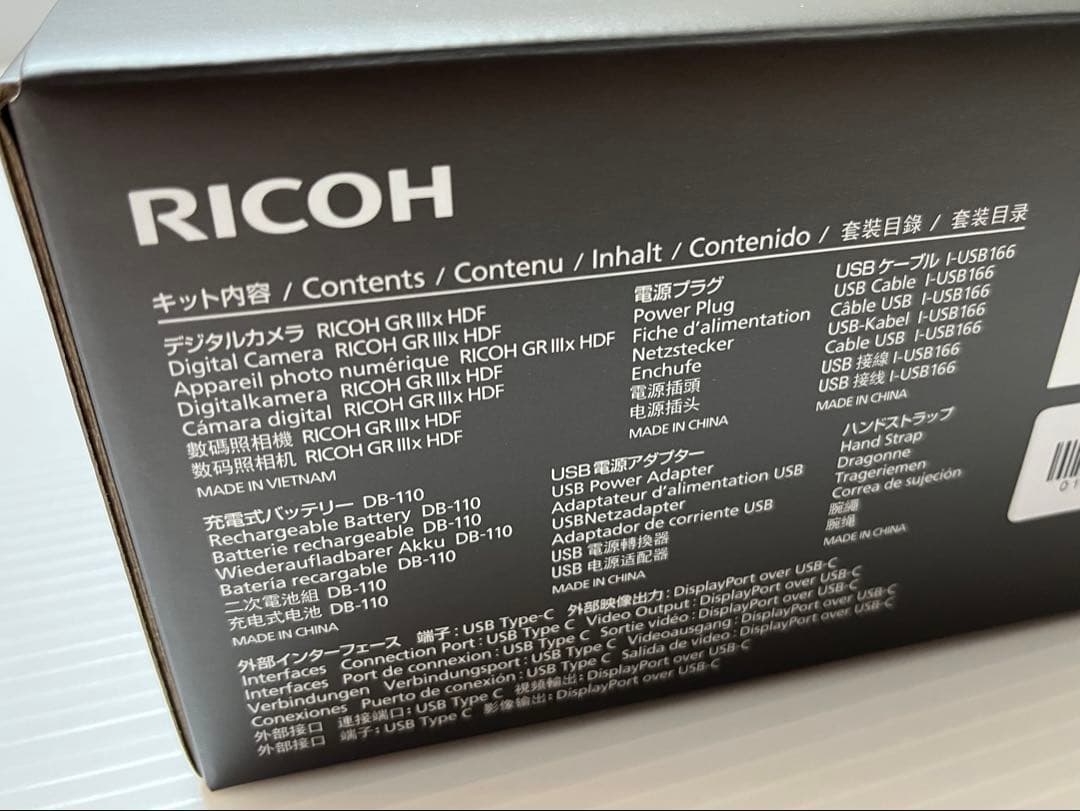 RICOH
キット内容 / Contents / Contenu / Inhalt / Contenido / 套裝目錄 / 套装目录
デジタルカメラ RICOH GR IIIx HDF
Digital Camera RICOH GR IIIx HDF
Appareil photo numérique RICOH GR IIIx HDF
Digitalkamera RICOH GR IIIx HDF
Cámara digital RICOH GR IIIx HDF
數碼照相機 RICOH GR IIIx HDF
数码照相机 RICOH GR IIIx HDF
MADE IN VIETNAM
充電式バッテリー DB-110
Rechargeable Battery DB-110
Batterie rechargeable DB-110
Wiederaufladbarer Akku DB-110
Batería recargable DB-110
二次電池組 DB-110
充电式电池 DB-110
MADE IN CHINA
電源プラグ
Power Plug
Fiche d'alimentation
Netzstecker
Enchufe
電源插頭
电源插头
MADE IN CHINA
USB電源アダプター
USB Power Adapter
Adaptateur d'alimentation USB
USBNetzadapter
Adaptador de corriente USB
USB 電源轉換器
USB 电源适配器
MADE IN CHINA
USBケーブル I-USB166
USB Cable I-USB166
Câble USB I-USB166
USB-Kabel I-USB166
Cable USB I-USB166
USB 接線 I-USB166
USB 接线 I-USB166
MADE IN CHINA
ハンドストラップ
Hand Strap
Dragonne
Trageriemen
Correa de sujeción
腕繩
腕绳
MADE IN CHINA
外部インターフェース 端子：USB Type-C 外部映像出力：DisplayPort over USB-C
Interfaces Connection Port : USB Type C Video Output : DisplayPort over USB-C
Interfaces Port de connexion : USB Type C Sortie vidéo : DisplayPort over USB-C
Verbindungen Verbindungsport : USB Type C Videoausgang : DisplayPort over USB-C
Conexiones Puerto de conexión : USB Type C Salida de video : DisplayPort over USB-C
外部接口 連接端口：USB Type C 視頻輸出：DisplayPort over USB-C
外部接口 端子：USB Type C 影像输出：DisplayPort over USB-C